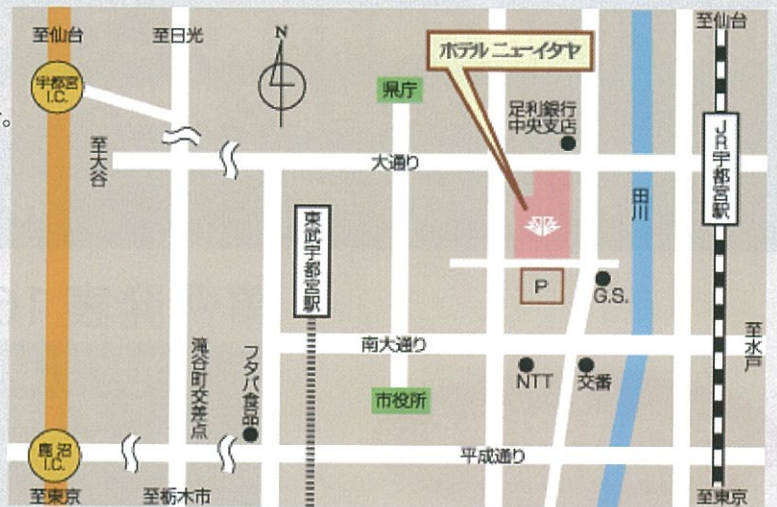 至仙台
至日光
N
ホテル ニューイタヤ
至仙台
宇都宮
I.C.
。
県庁
足利銀行
中央支店
JR宇都宮駅
至大谷
大通り
田川
東武宇都宮駅
P
G.S.
至水戸
滝谷町交差点
フタバ食品
南大通り
NTT
交番
市役所
鹿沼
I.C.
平成通り
至東京
至栃木市
至東京